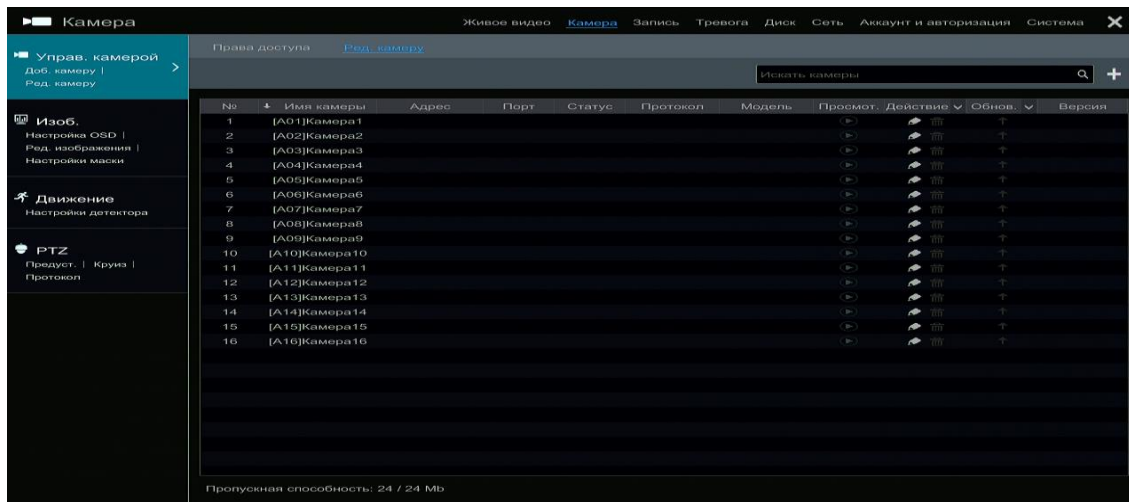 Камера Живое видео Камера Запись Тревога Диск Сеть Аккаунт и авторизация Система
Управ. камерой
Доб. камеру |
Ред. камеру
Изоб.
Настройка OSD |
Ред. изображения |
Настройки маски
Движение
Настройки детектора
PTZ
Предуст. | Круиз |
Протокол
Права доступа Ред. камеру
Искать камеры
№ Имя камеры Адрес Порт Статус Протокол Модель Просмот. Действие Обнов. Версия
1 [A01]Камера1
2 [A02]Камера2
3 [A03]Камера3
4 [A04]Камера4
5 [A05]Камера5
6 [A06]Камера6
7 [A07]Камера7
8 [A08]Камера8
9 [A09]Камера9
10 [A10]Камера10
11 [A11]Камера11
12 [A12]Камера12
13 [A13]Камера13
14 [A14]Камера14
15 [A15]Камера15
16 [A16]Камера16
Пропускная способность: 24 / 24 Mb